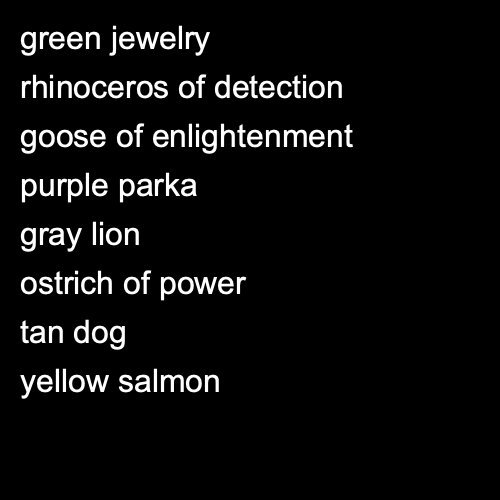 green jewelry
rhinoceros of detection
goose of enlightenment
purple parka
gray lion
ostrich of power
tan dog
yellow salmon